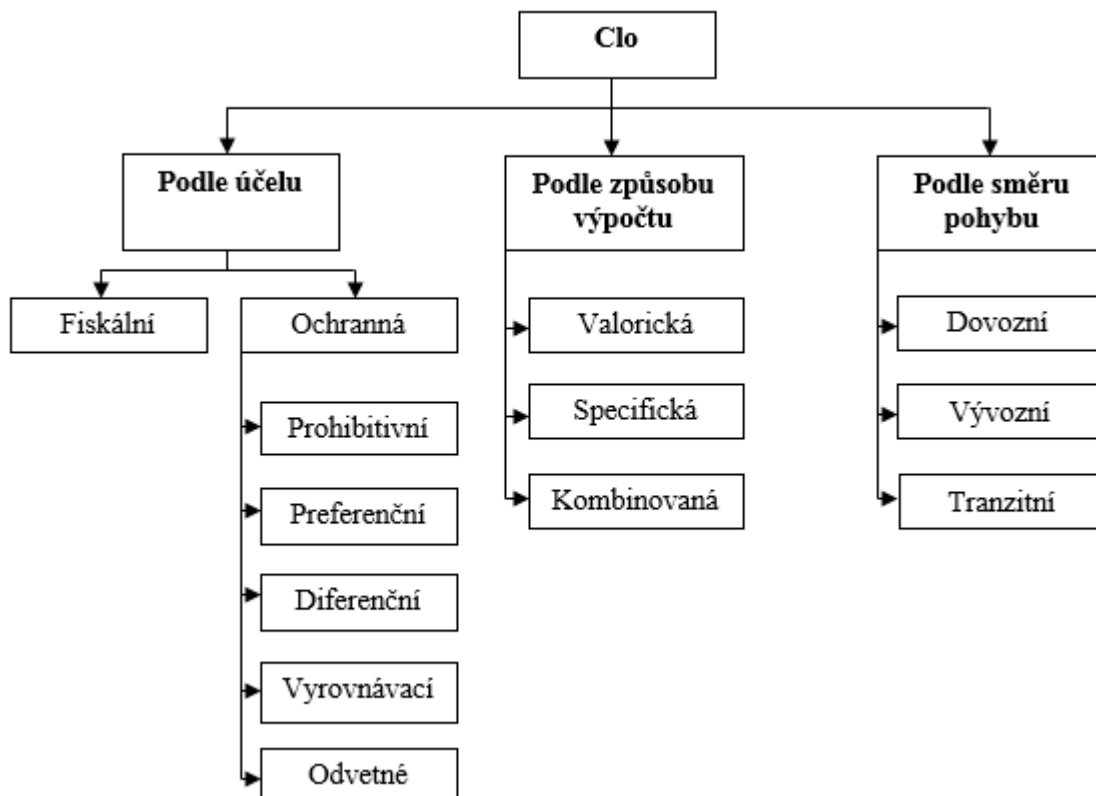 Clo
Podle účelu
Podle způsobu
výpočtu
Podle směru
pohybu
Fiskální
Ochranná
Prohibitivní
Preferenční
Diferenční
Vyrovnávací
Odvetné
Valorická
Specifická
Kombinovaná
Dovozní
Vývozní
Tranzitní